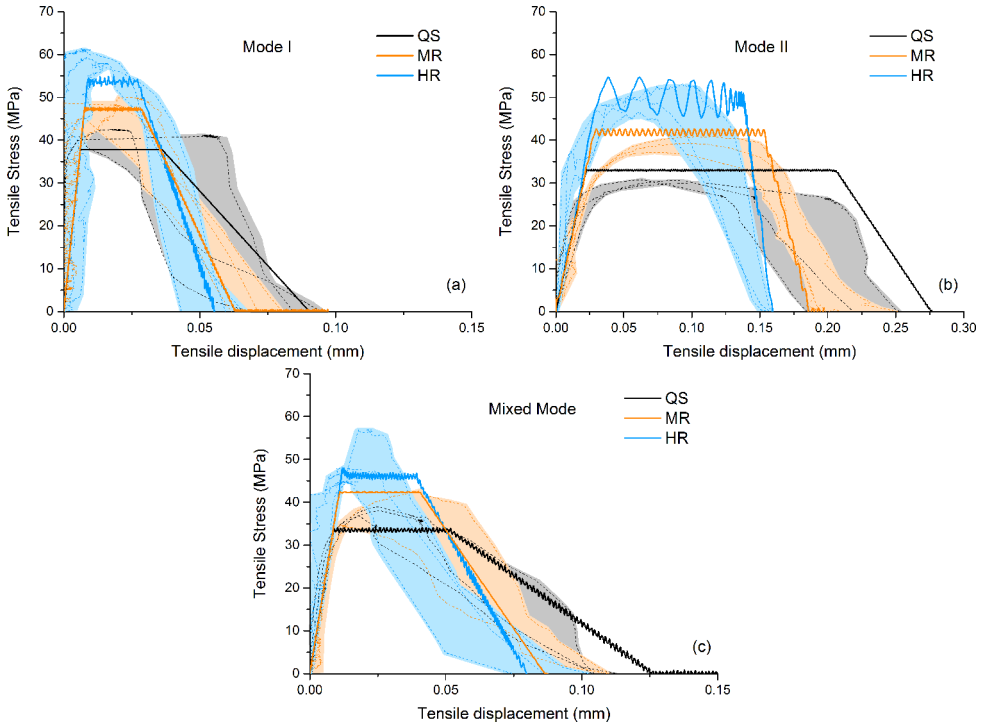 70
60
50
40
30
20
10
0
Tensile Stress (MPa)
Mode I
QS
MR
HR
(a)
0.00
0.05
0.10
0.15
Tensile displacement (mm)
70
60
50
40
30
20
10
0
Tensile Stress (MPa)
Mode II
QS
MR
HR
(b)
0.00
0.05
0.10
0.15
0.20
0.25
0.30
Tensile displacement (mm)
70
60
50
40
30
20
10
0
Tensile Stress (MPa)
Mixed Mode
QS
MR
HR
(c)
0.00
0.05
0.10
0.15
Tensile displacement (mm)